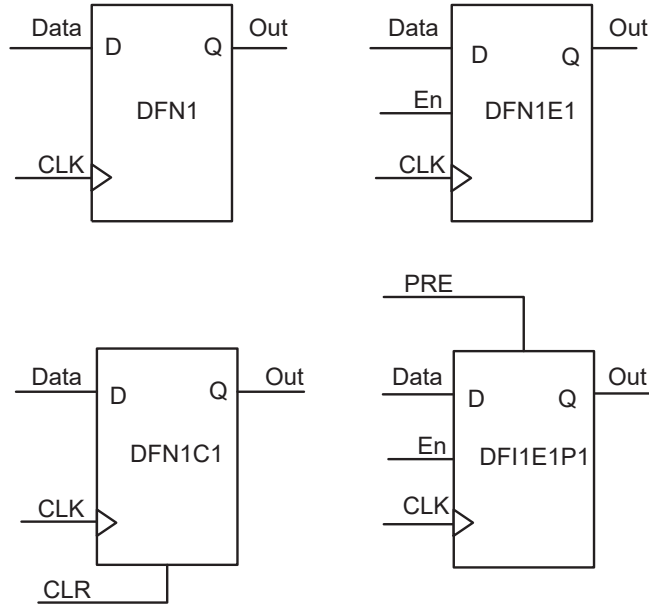 Data
D
Q
Out
DFN1
CLK
Data
D
Q
Out
En
DFN1E1
CLK
Data
D
Q
Out
DFN1C1
CLK
CLR
PRE
Data
D
Q
Out
En
DFI1E1P1
CLK